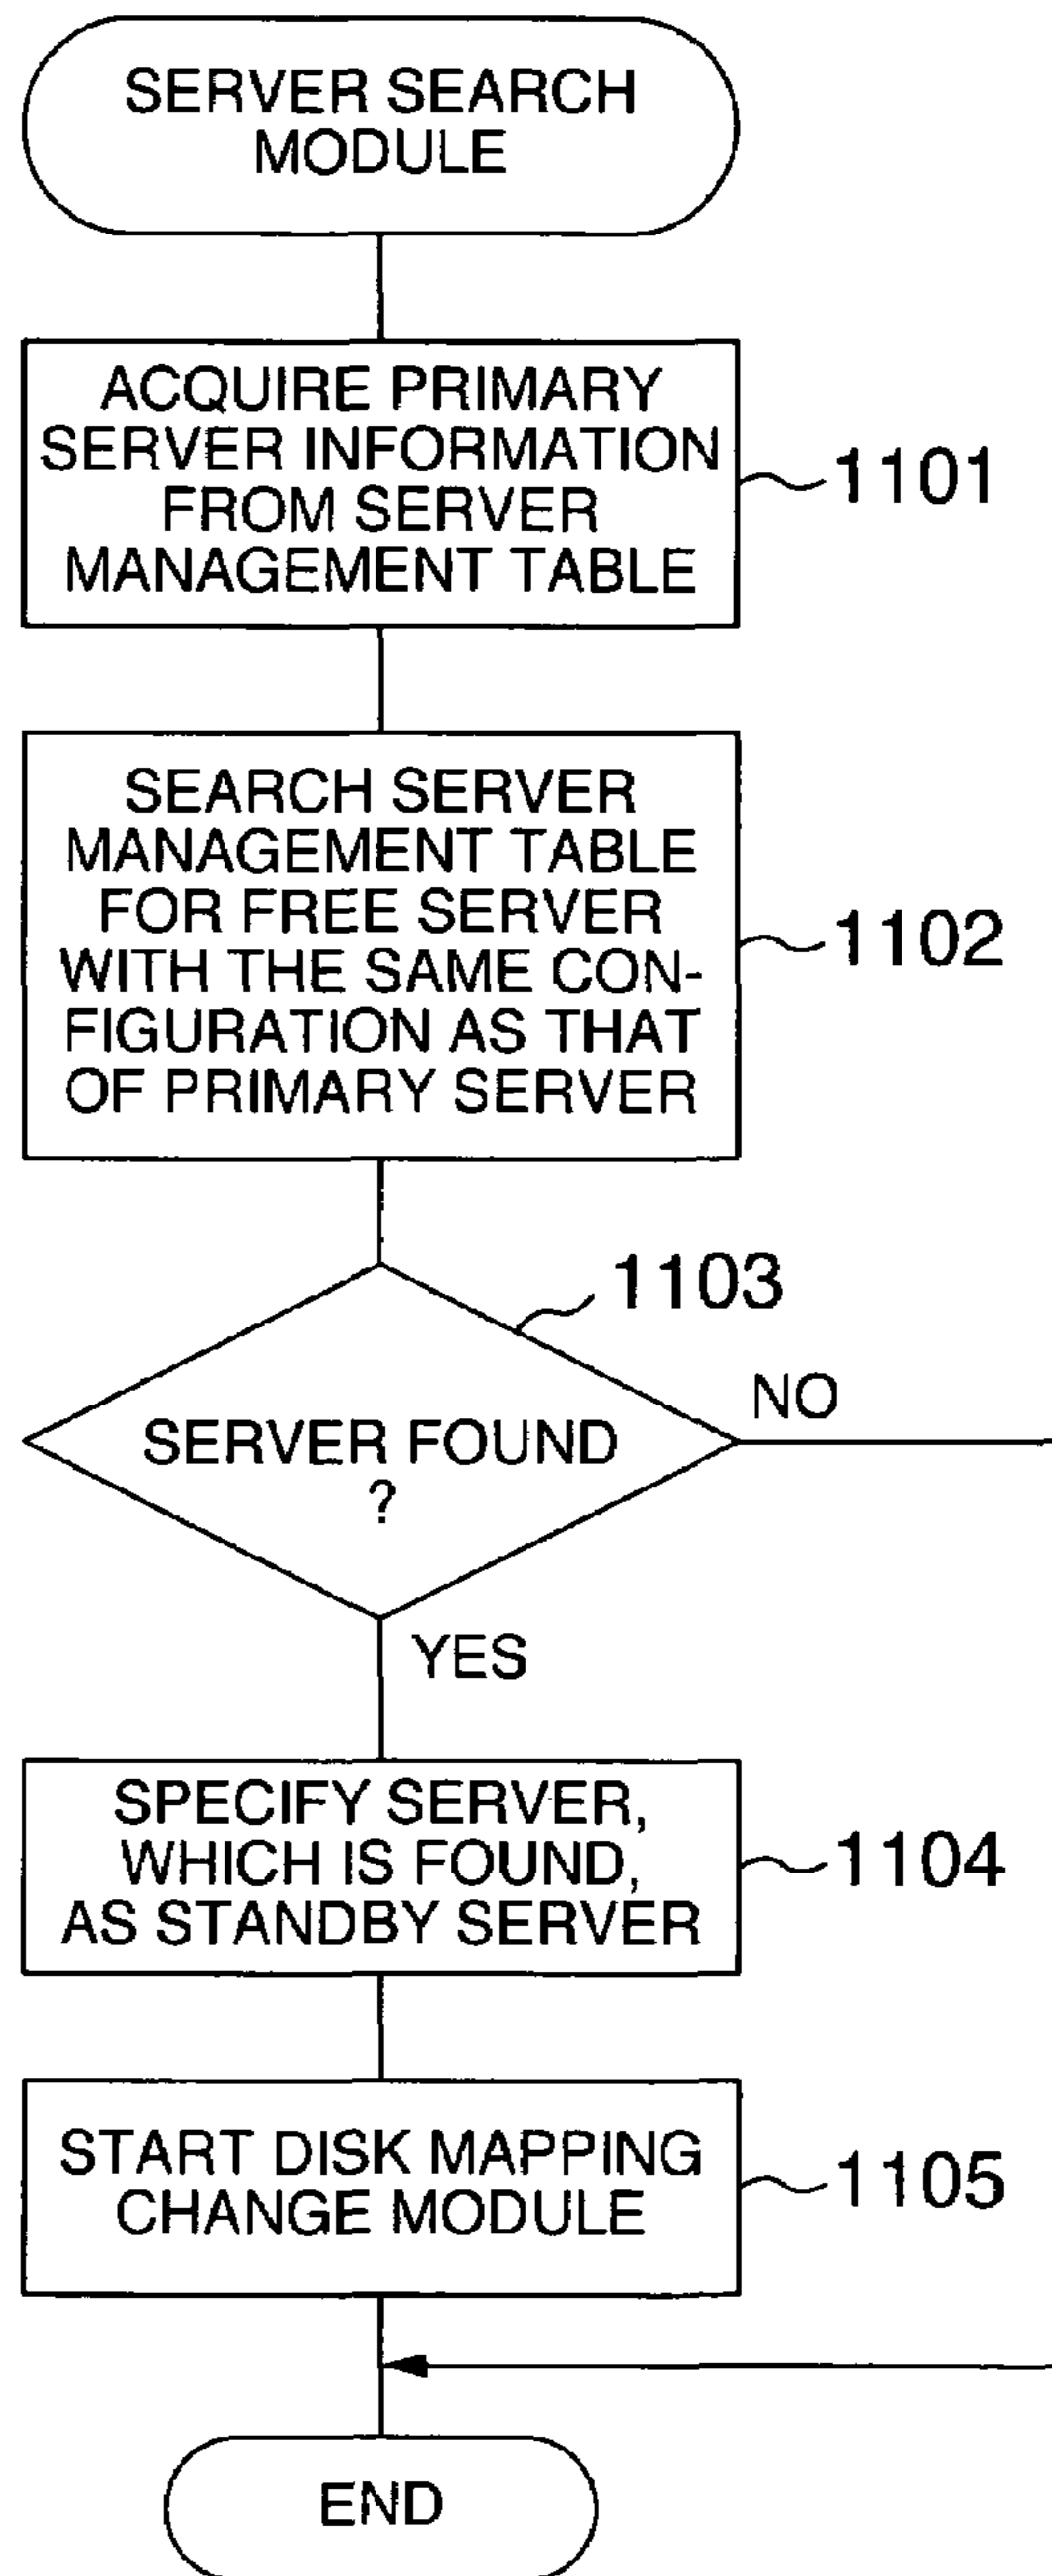 SERVER SEARCH
MODULE
ACQUIRE PRIMARY
SERVER INFORMATION
FROM SERVER
MANAGEMENT TABLE
1101
SEARCH SERVER
MANAGEMENT TABLE
FOR FREE SERVER
WITH THE SAME CON-
FIGURATION AS THAT
OF PRIMARY SERVER
1102
1103
SERVER FOUND
?
NO
YES
SPECIFY SERVER,
WHICH IS FOUND,
AS STANDBY SERVER
1104
START DISK MAPPING
CHANGE MODULE
1105
END